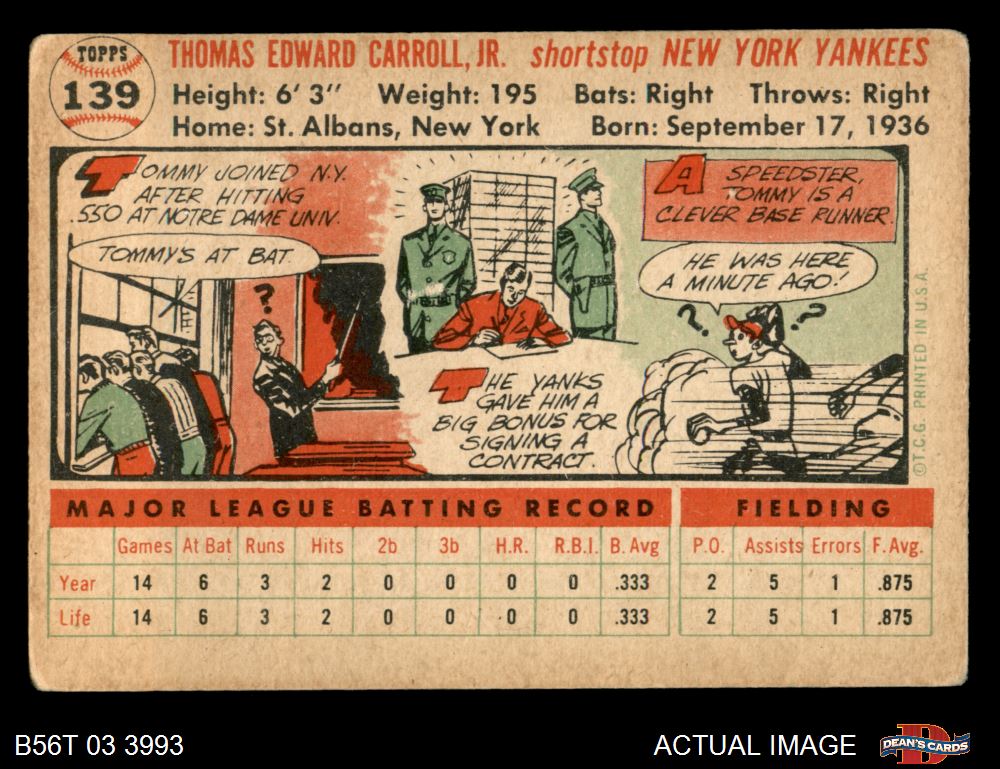 TOPPS
139
THOMAS EDWARD CARROLL, JR. shortstop NEW YORK YANKEES
Height: 6' 3" Weight: 195 Bats: Right Throws: Right
Home: St. Albans, New York Born: September 17, 1936
TOMMY JOINED N.Y.
AFTER HITTING
.550 AT NOTRE DAME UNIV.
TOMMY'S AT BAT.
?
THE YANKS
GAVE HIM A
BIG BONUS FOR
SIGNING A
CONTRACT.
A SPEEDSTER,
TOMMY IS A
CLEVER BASE RUNNER.
HE WAS HERE
A MINUTE AGO!
? ?
© T.C.G. PRINTED IN U.S.A.
MAJOR LEAGUE BATTING RECORD FIELDING
Games At Bat Runs Hits 2b 3b H.R. R.B.I. B. Avg P.O. Assists Errors F. Avg.
Year 14 6 3 2 0 0 0 0 .333 2 5 1 .875
Life 14 6 3 2 0 0 0 0 .333 2 5 1 .875
B56T 03 3993 ACTUAL IMAGE DEAN'S CARDS